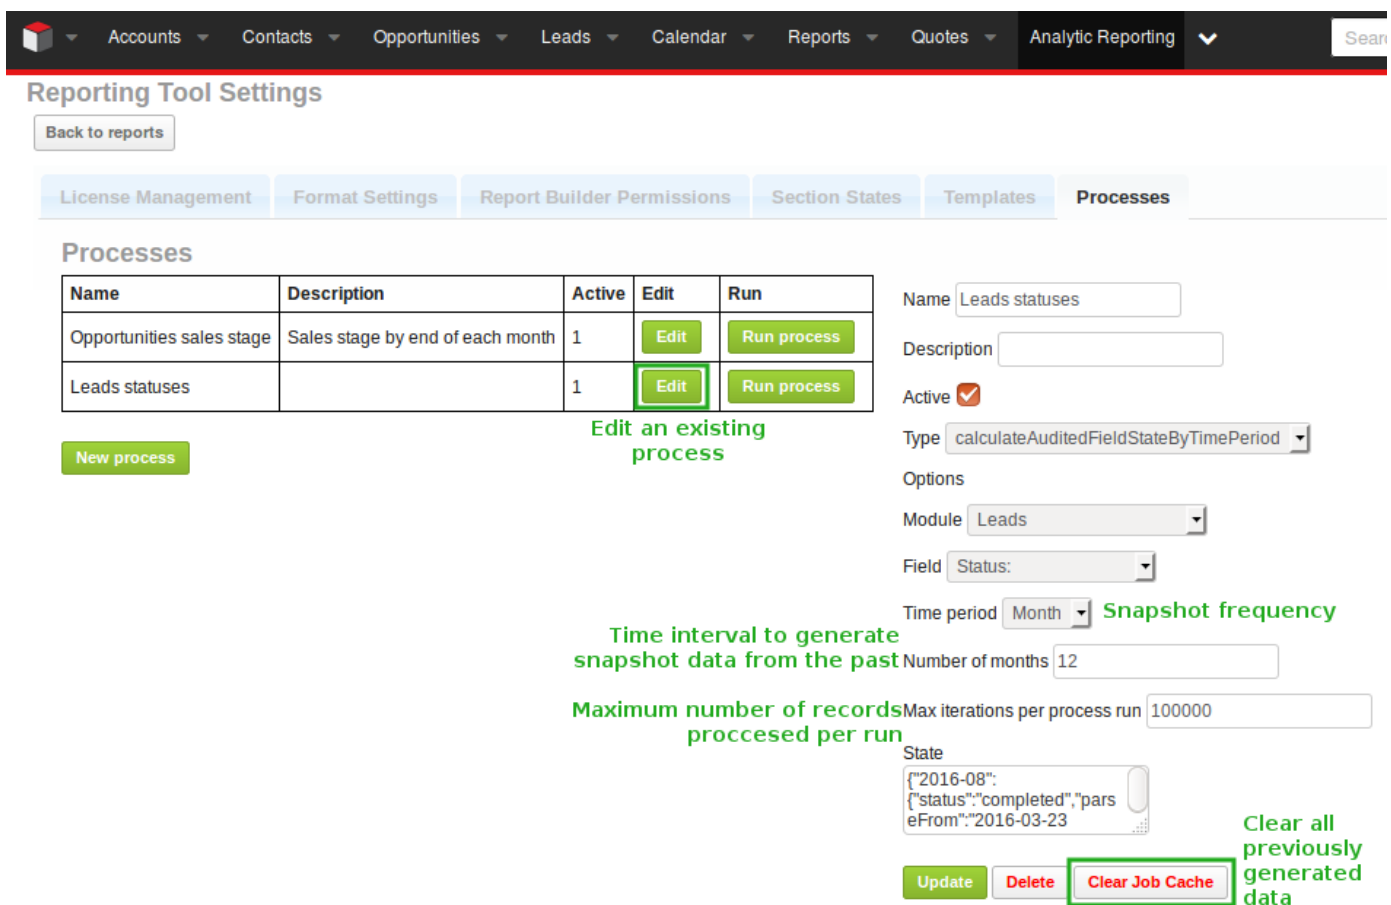 Accounts Contacts Opportunities Leads Calendar Reports Quotes Analytic Reporting
Reporting Tool Settings
Back to reports
License Management Format Settings Report Builder Permissions Section States Templates Processes
Processes
Name Description Active Edit Run
Opportunities sales stage Sales stage by end of each month 1 Edit Run process
Leads statuses 1 Edit Run process
Edit an existing
process
New process
Name Leads statuses
Description
Active
Type calculateAuditedFieldStateByTimePeriod
Options
Module Leads
Field Status:
Time period Month Snapshot frequency
Time interval to generate
snapshot data from the past Number of months 12
Maximum number of records Max iterations per process run 100000
proccesed per run
State
{"2016-08":
{"status":"completed","pars
eFrom":"2016-03-23
Clear all
previously
generated
data
Update Delete Clear Job Cache